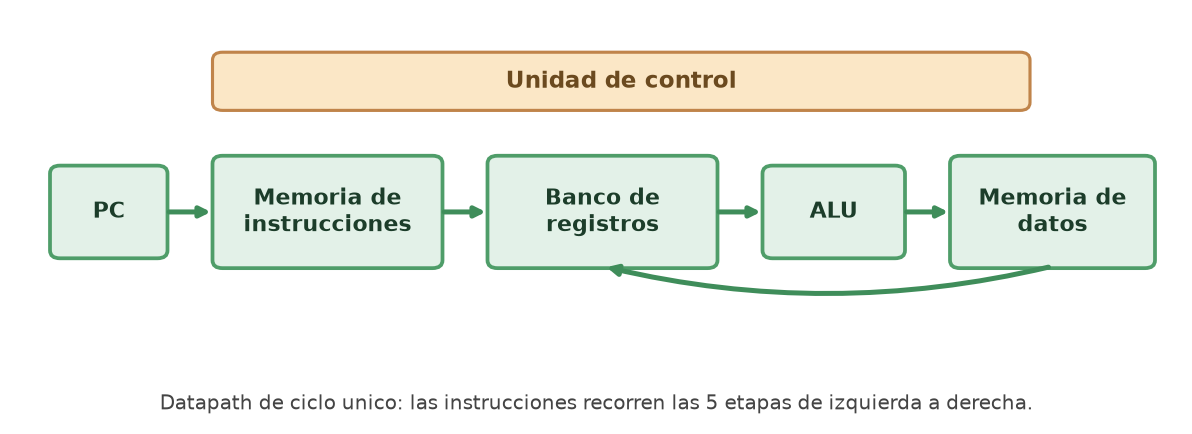 Unidad de control
PC
Memoria de
instrucciones
Banco de
registros
ALU
Memoria de
datos
Datapath de ciclo unico: las instrucciones recorren las 5 etapas de izquierda a derecha.